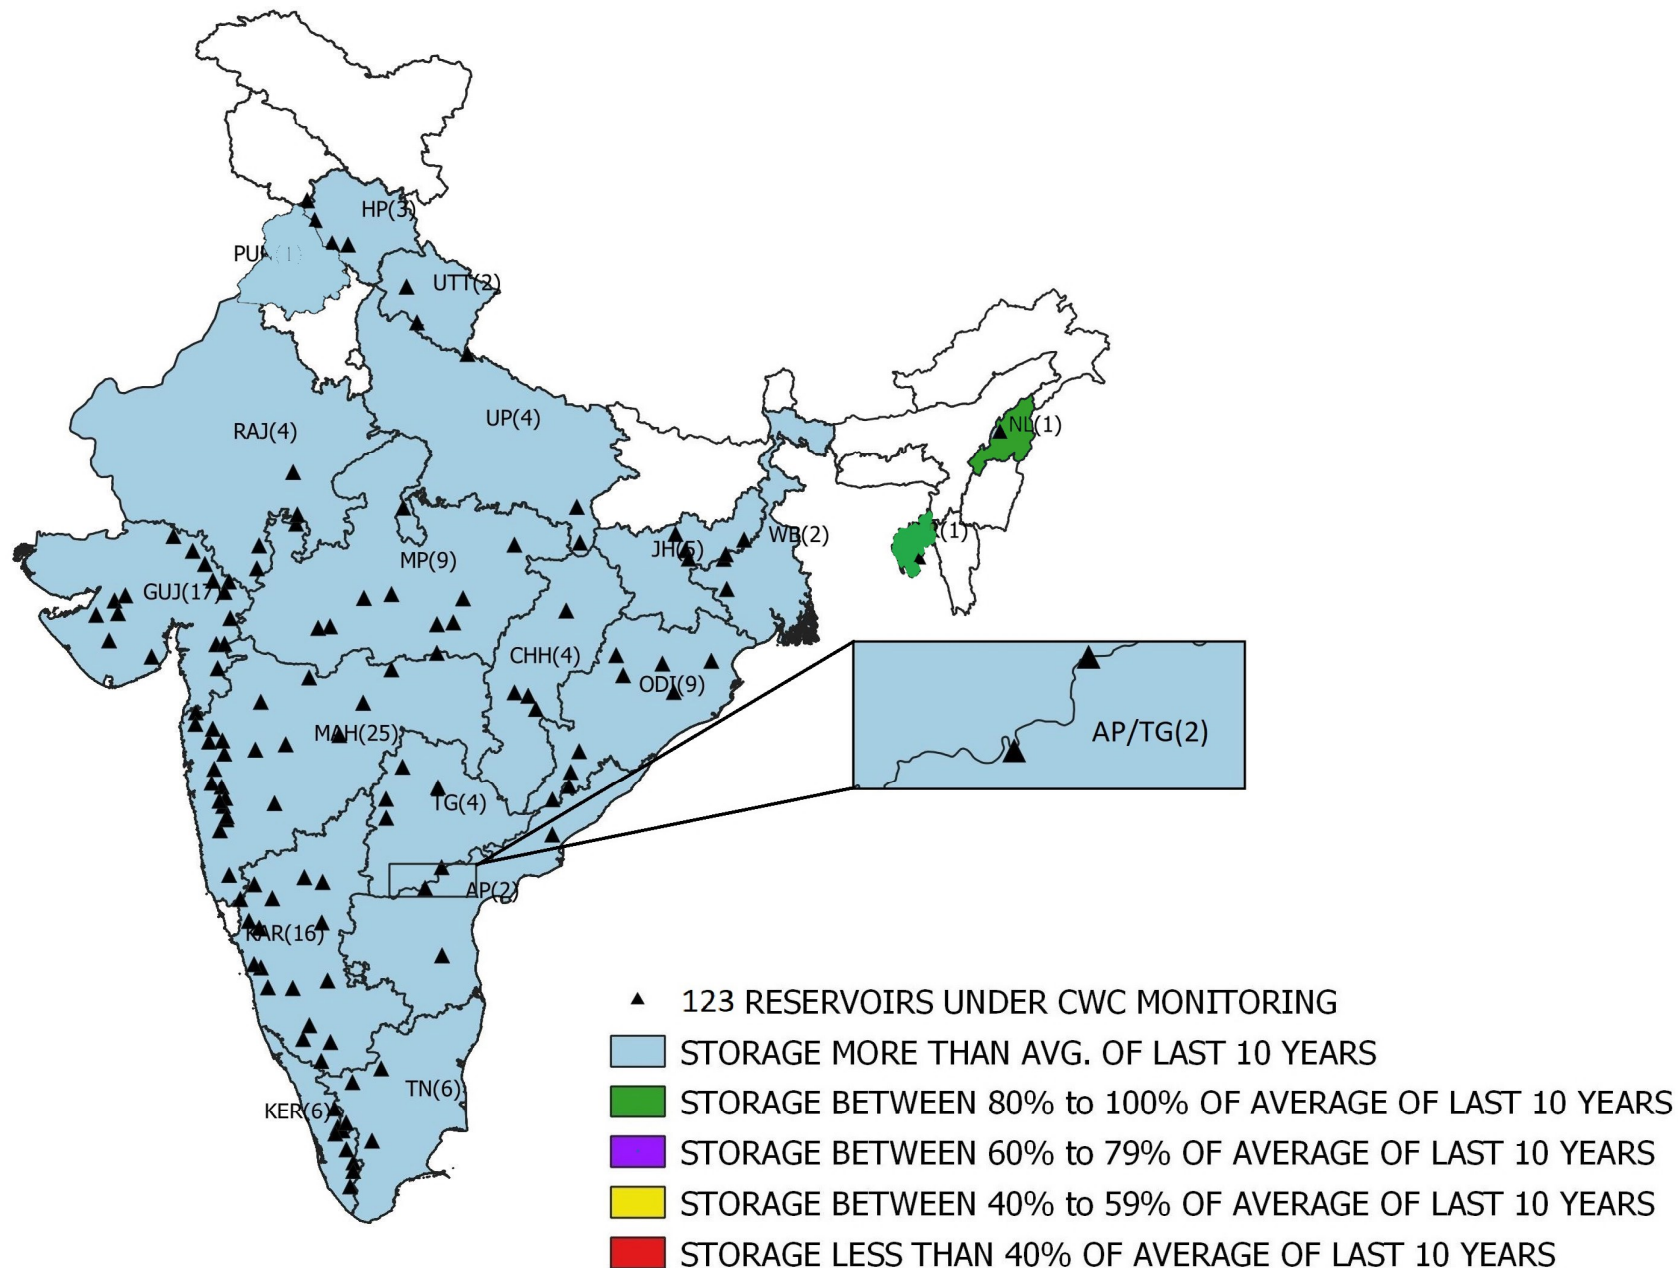 HP(3)
UTT(2)
RAJ(4)
UP(4)
NL(1)
WB(2)
JH(5)
MP(9)
GUJ(17)
CHH(4)
ODI(9)
MAH(25)
AP/TG(2)
TG(4)
AP(2)
KAR(16)
123 RESERVOIRS UNDER CWC MONITORING
STORAGE MORE THAN AVG. OF LAST 10 YEARS
TN(6)
KER(6)
STORAGE BETWEEN 80% to 100% OF AVERAGE OF LAST 10 YEARS
STORAGE BETWEEN 60% to 79% OF AVERAGE OF LAST 10 YEARS
STORAGE BETWEEN 40% to 59% OF AVERAGE OF LAST 10 YEARS
STORAGE LESS THAN 40% OF AVERAGE OF LAST 10 YEARS